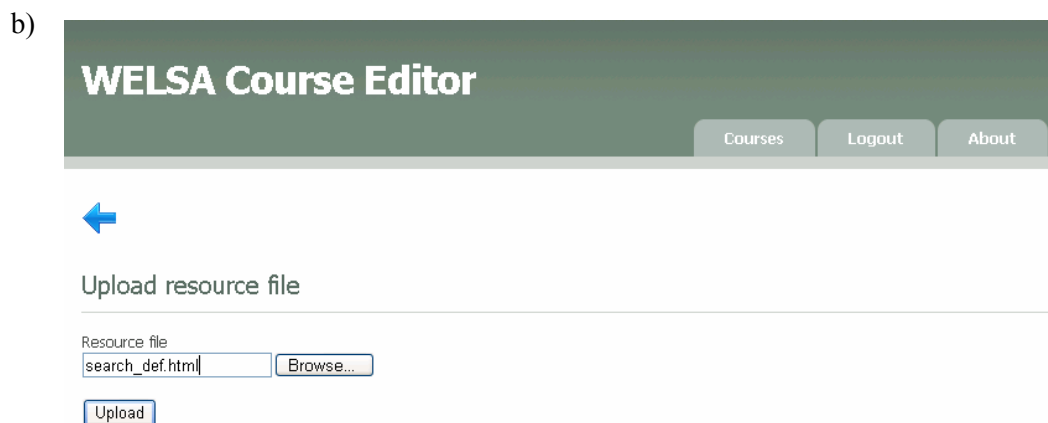 b)
WELSA Course Editor
Courses Logout About
Upload resource file
Resource file
search_def.html Browse...
Upload